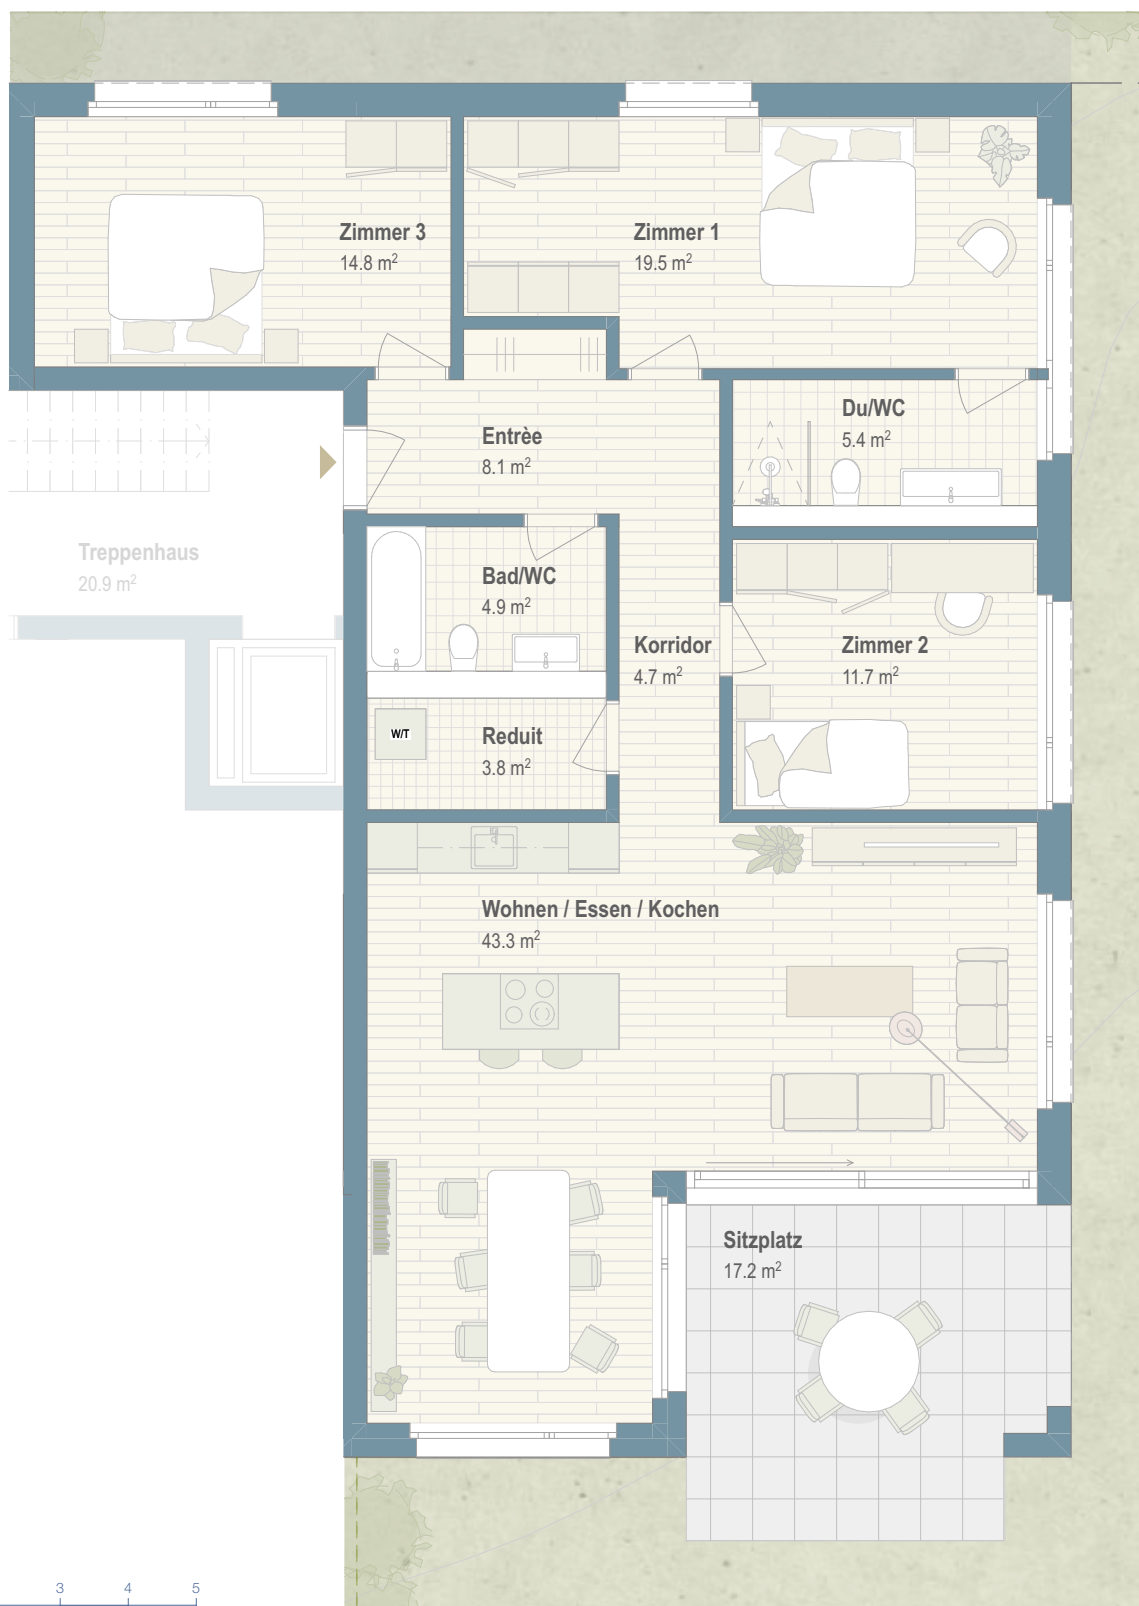 Zimmer 3
14.8 m²
Zimmer 1
19.5 m²
Du/WC
5.4 m²
Entrèe
8.1 m²
Treppenhaus
20.9 m²
Bad/WC
4.9 m²
Korridor
4.7 m²
Zimmer 2
11.7 m²
W/T
Reduit
3.8 m²
Wohnen / Essen / Kochen
43.3 m²
Sitzplatz
17.2 m²
3 4 5